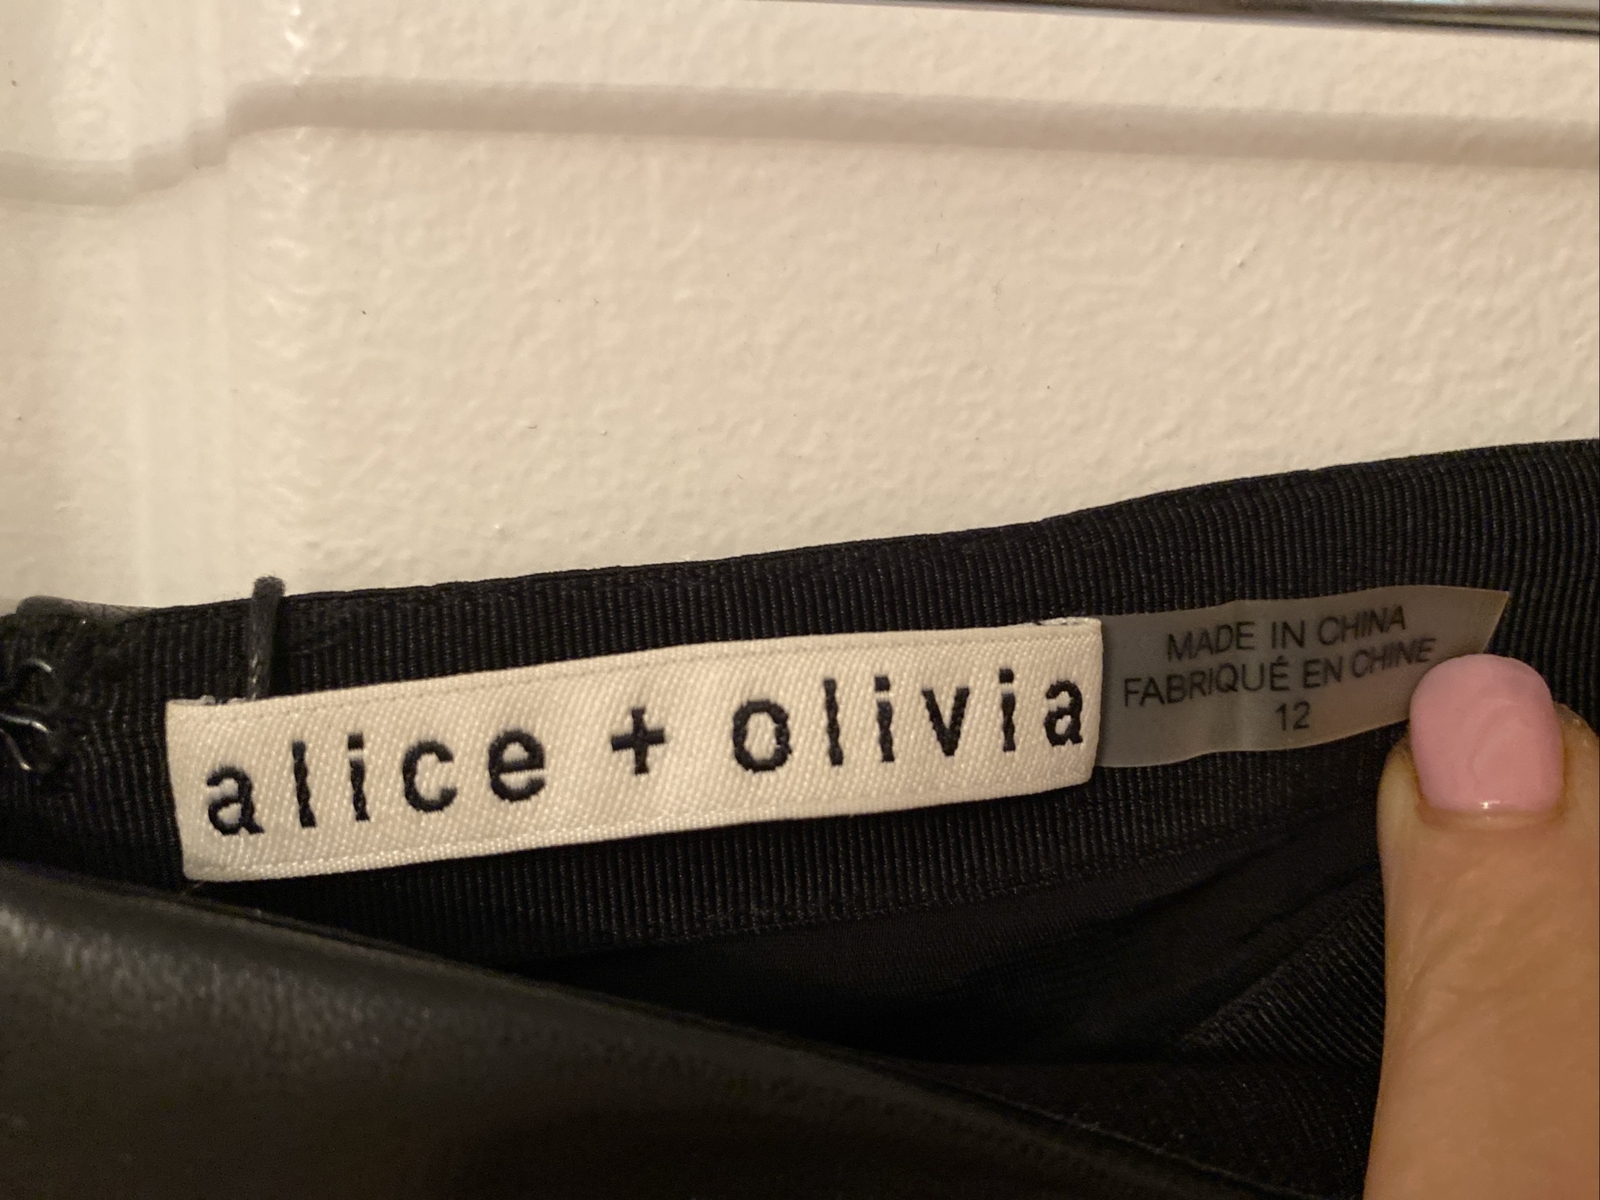 alice + olivia
MADE IN CHINA
FABRIQUÉ EN CHINE
12